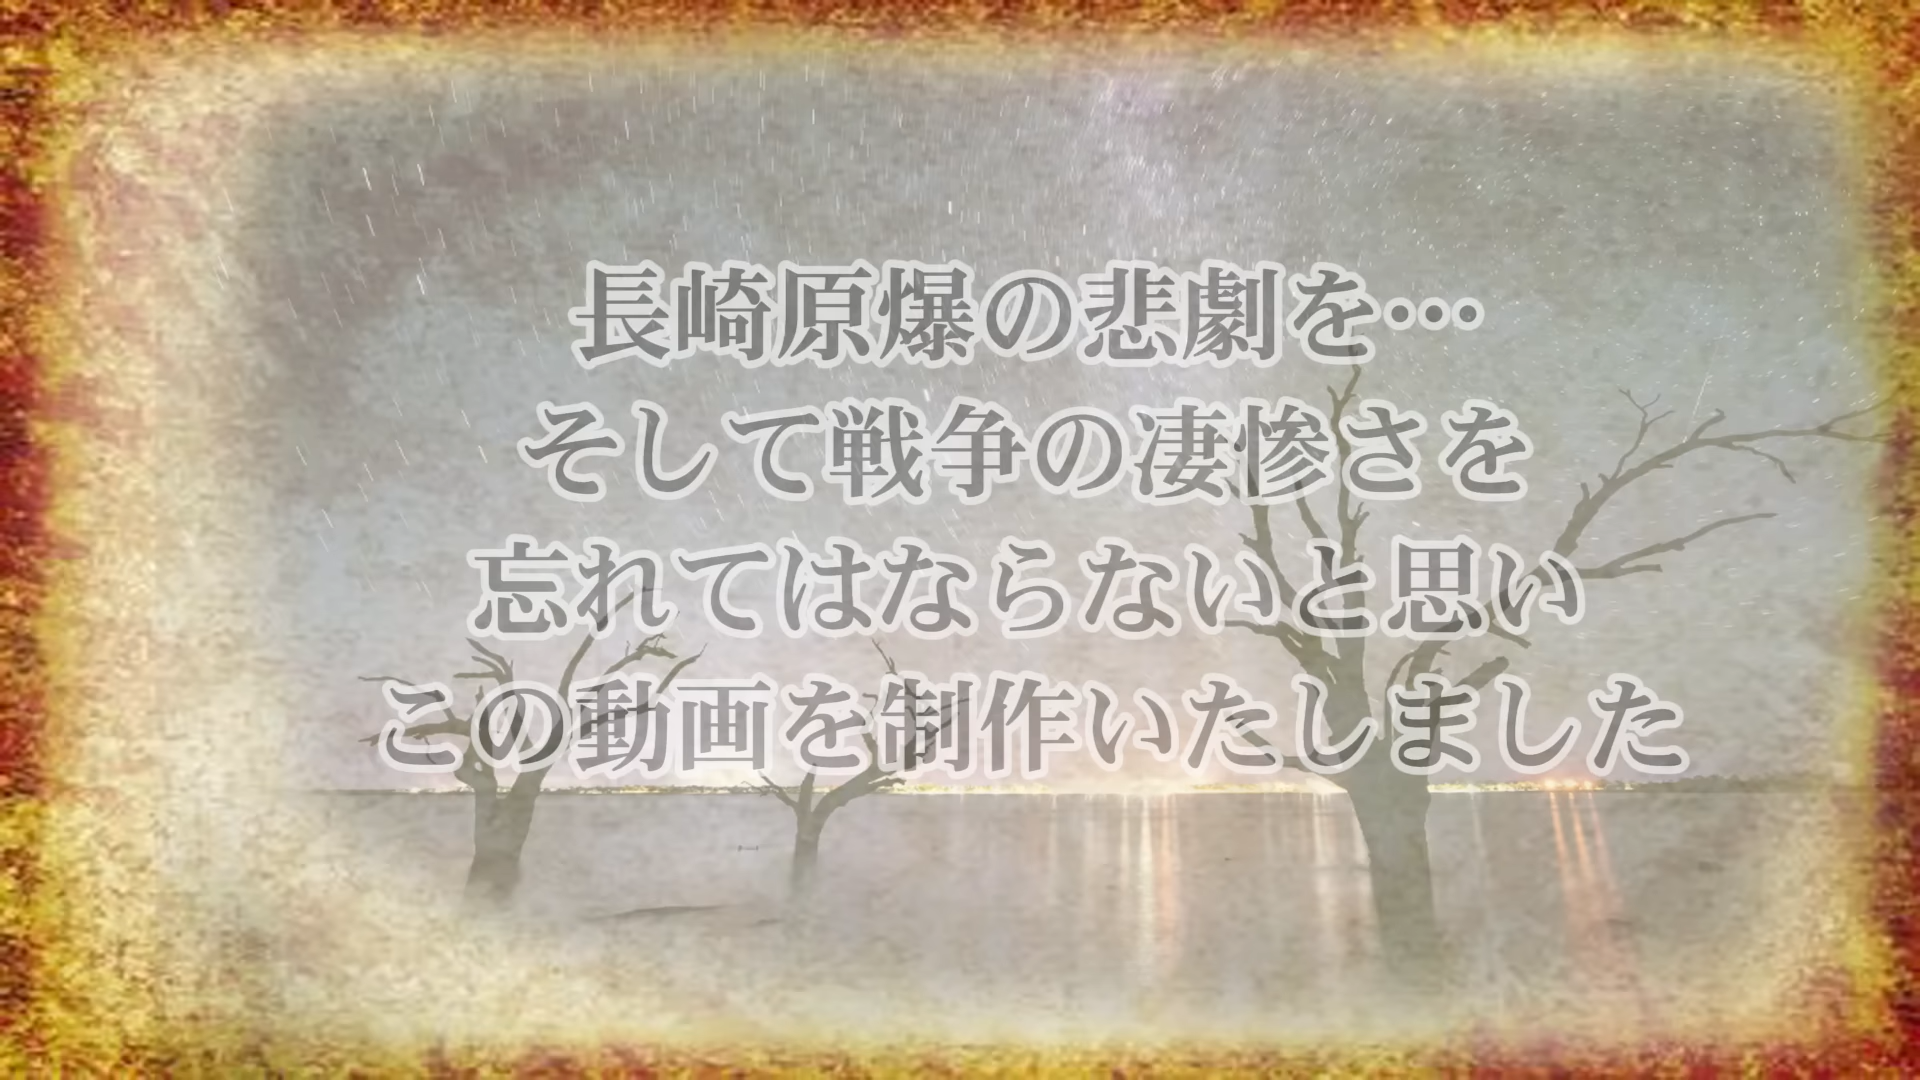 長崎原爆の悲劇を…
そして戦争の凄惨さを
忘れてはならないと思い
この動画を制作いたしました